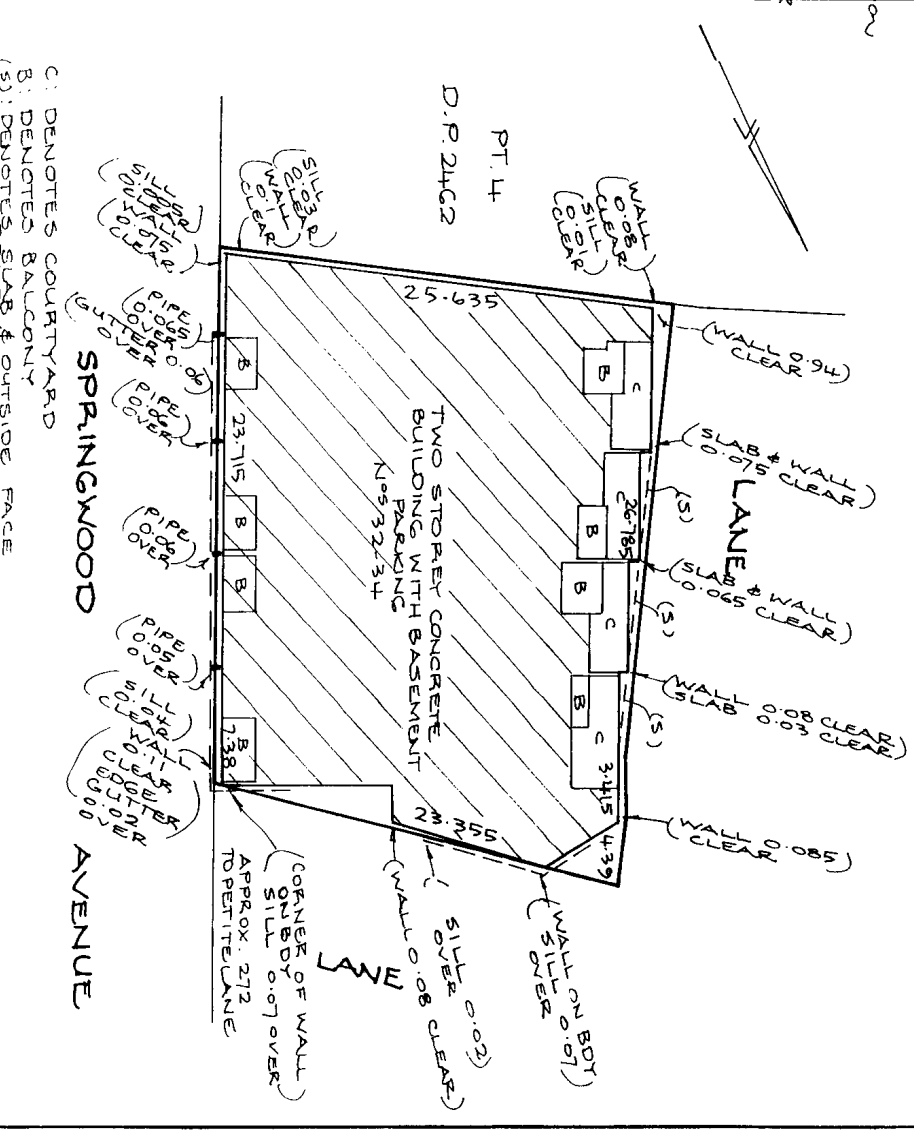 PT. 4
D.P. 2462
(WALL
0.08
CLEAR)
(SILL
0.01
CLEAR)
(WALL 0.94)
CLEAR
(SLAB & WALL
0.075 CLEAR)
LANE
(S)
(SLAB & WALL
0.065 CLEAR)
(S)
(WALL 0.08 CLEAR
SLAB 0.03 CLEAR)
(S)
(WALL 0.085)
CLEAR
25.635
C
B
C
26.785
B
C
B
C
B
3.415
4.39
TWO STOREY CONCRETE
BUILDING WITH BASEMENT
PARKING
Nos 32-34
(SILL
0.03
CLEAR)
(WALL
0.1
CLEAR)
(SILL
0.005
CLEAR
WALL
0.075
CLEAR)
(PIPE
0.065
OVER
GUTTER 0.06
OVER)
(PIPE
0.06
OVER)
(PIPE
0.06
OVER)
(PIPE
0.05
OVER)
(SILL
0.04
CLEAR)
(WALL
0.11
CLEAR
EDGE
GUTTER
0.02
OVER)
B
23.715
B
B
B
7.38
23.355
(CORNER OF WALL
ON BDY
SILL 0.07 OVER)
APPROX. 272
TO PETITE LANE
LANE
(WALL 0.08 CLEAR)
(SILL 0.02)
OVER
(WALL ON BDY
SILL 0.07)
OVER
SPRINGWOOD AVENUE
C: DENOTES COURTYARD
B: DENOTES BALCONY
(S): DENOTES SLAB & OUTSIDE FACE